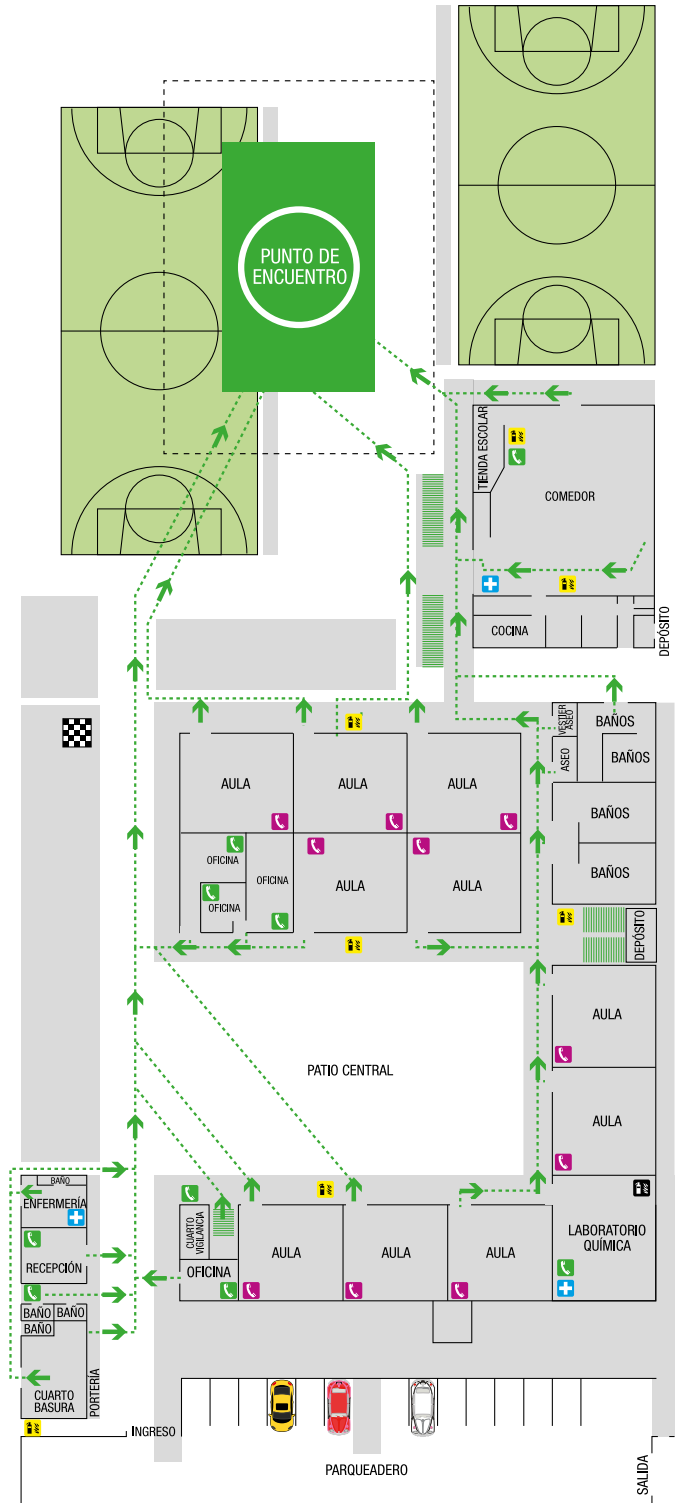 PUNTO DE
ENCUENTRO
TIENDA ESCOLAR
COMEDOR
COCINA
DEPÓSITO
VESTIER
ASEO
BAÑOS
ASEO
BAÑOS
BAÑOS
BAÑOS
DEPÓSITO
AULA
AULA
AULA
OFICINA
OFICINA
OFICINA
AULA
AULA
AULA
AULA
PATIO CENTRAL
BAÑO
ENFERMERÍA
RECEPCIÓN
BAÑO
BAÑO
BAÑO
CUARTO
BASURA
PORTERÍA
CUARTO
VIGILANCIA
OFICINA
AULA
AULA
AULA
LABORATORIO
QUÍMICA
INGRESO
PARQUEADERO
SALIDA